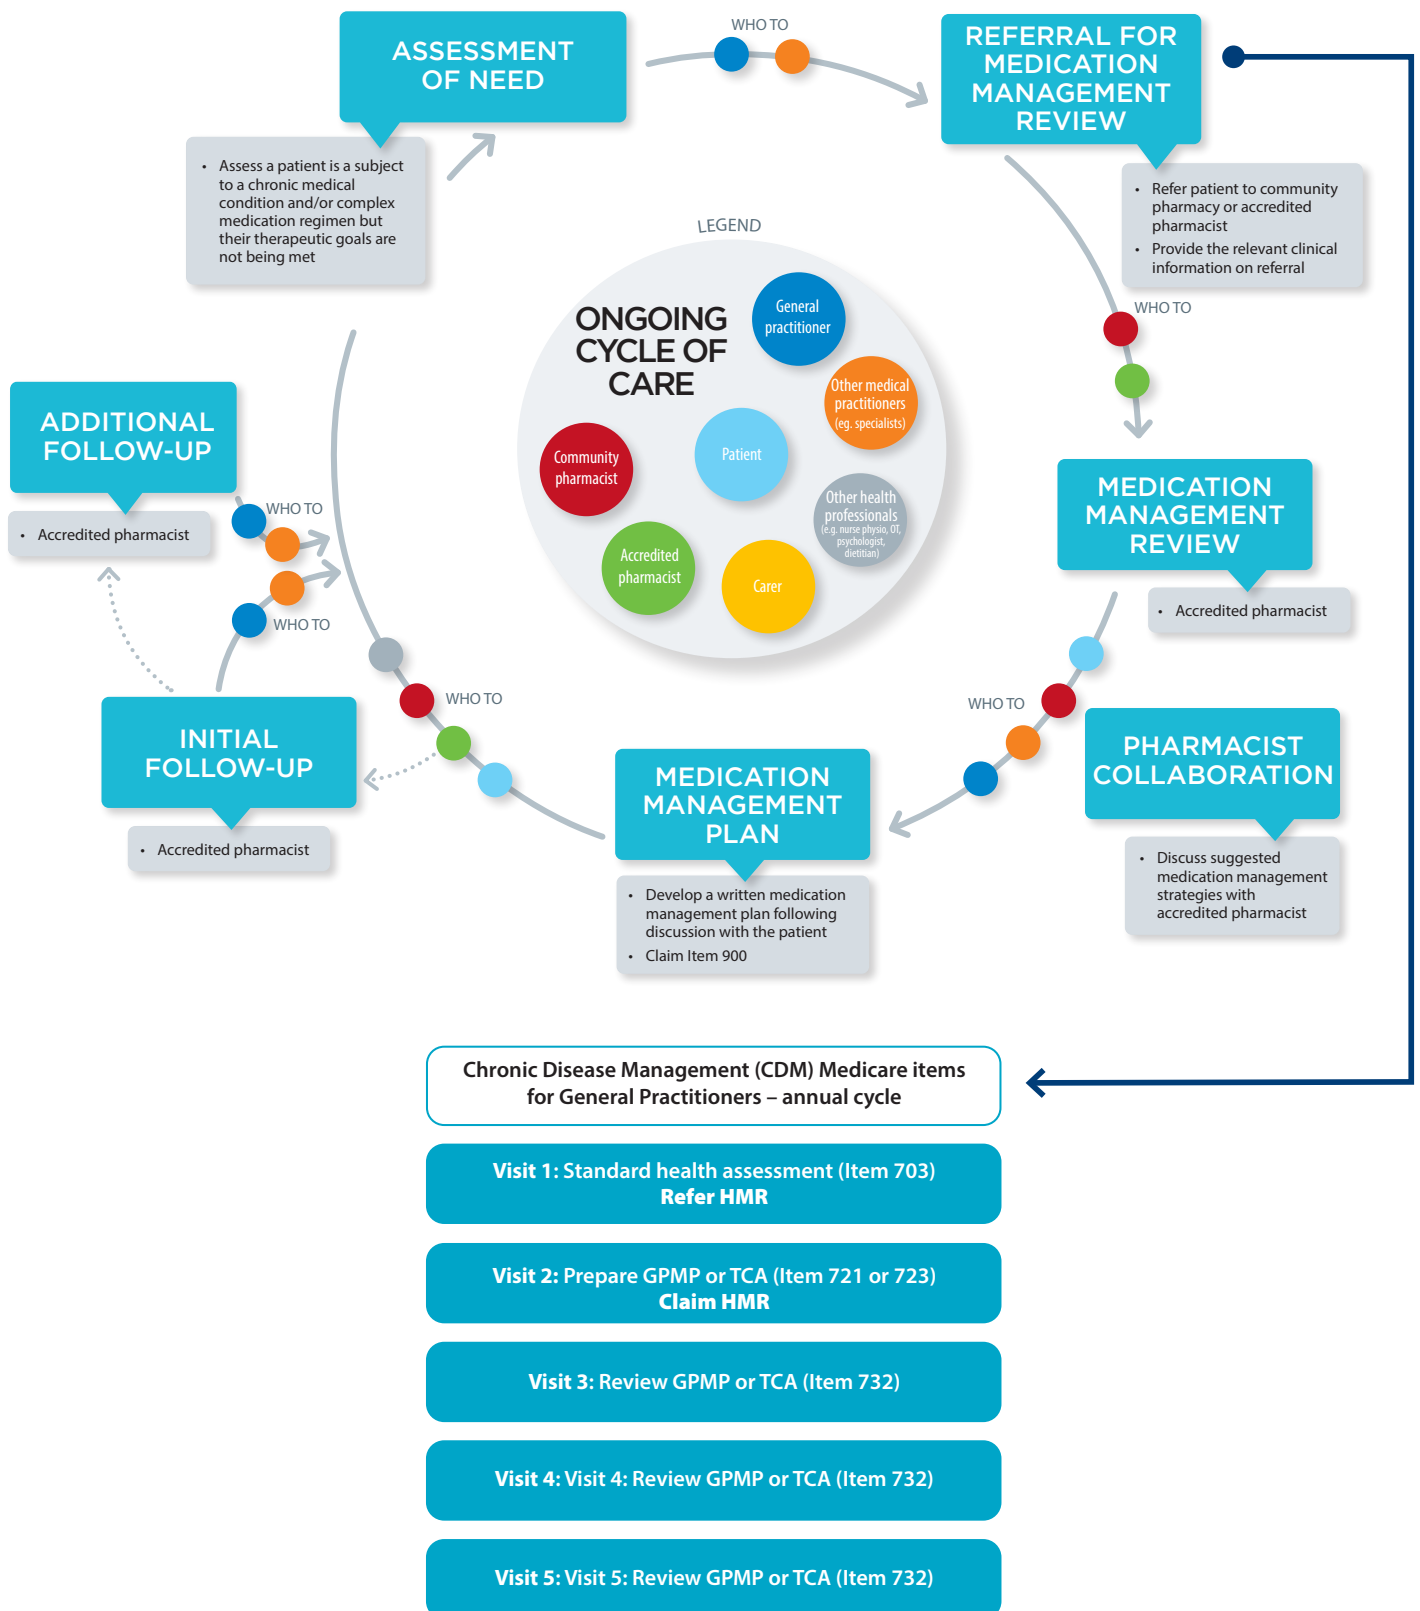 ASSESSMENT
OF NEED
• Assess a patient is a subject
to a chronic medical
condition and/or complex
medication regimen but
their therapeutic goals are
not being met
WHO TO
REFERRAL FOR
MEDICATION
MANAGEMENT
REVIEW
• Refer patient to community
pharmacy or accredited
pharmacist
• Provide the relevant clinical
information on referral
WHO TO
LEGEND
ONGOING
CYCLE OF
CARE
General
practitioner
Other medical
practitioners
(eg. specialists)
Community
pharmacist
Patient
Other health
professionals
(e.g. nurse physio, OT,
psychologist,
dietitian)
Accredited
pharmacist
Carer
MEDICATION
MANAGEMENT
REVIEW
• Accredited pharmacist
WHO TO
PHARMACIST
COLLABORATION
• Discuss suggested
medication management
strategies with
accredited pharmacist
MEDICATION
MANAGEMENT
PLAN
• Develop a written medication
management plan following
discussion with the patient
• Claim Item 900
WHO TO
INITIAL
FOLLOW-UP
• Accredited pharmacist
WHO TO
ADDITIONAL
FOLLOW-UP
• Accredited pharmacist
WHO TO
Chronic Disease Management (CDM) Medicare items
for General Practitioners – annual cycle
Visit 1: Standard health assessment (Item 703)
Refer HMR
Visit 2: Prepare GPMP or TCA (Item 721 or 723)
Claim HMR
Visit 3: Review GPMP or TCA (Item 732)
Visit 4: Visit 4: Review GPMP or TCA (Item 732)
Visit 5: Visit 5: Review GPMP or TCA (Item 732)